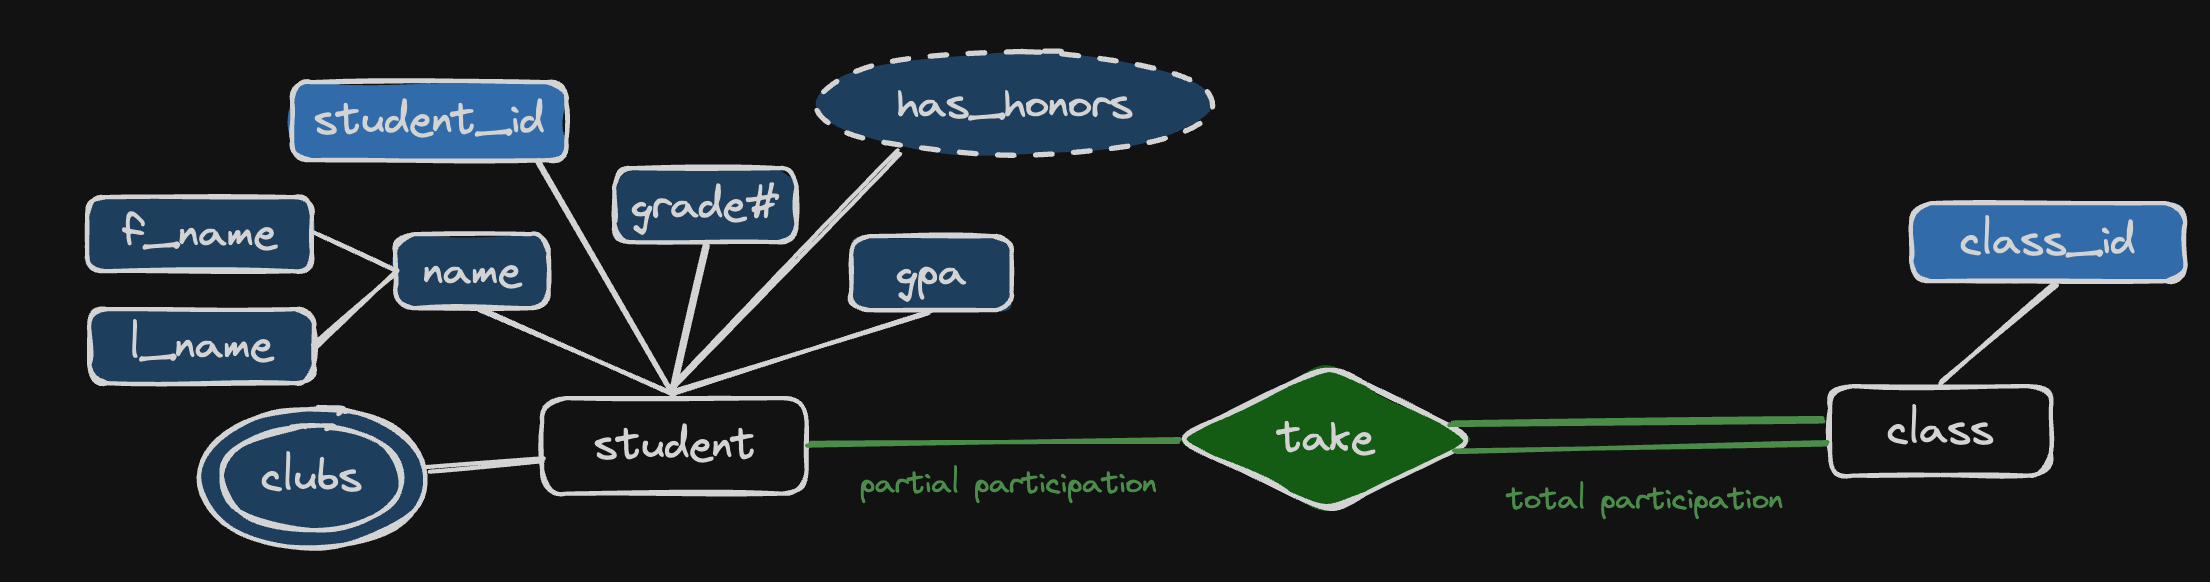 student_id
has_honors
grade#
f_name
name
gpa
class_id
l_name
clubs
student
take
class
partial participation
total participation